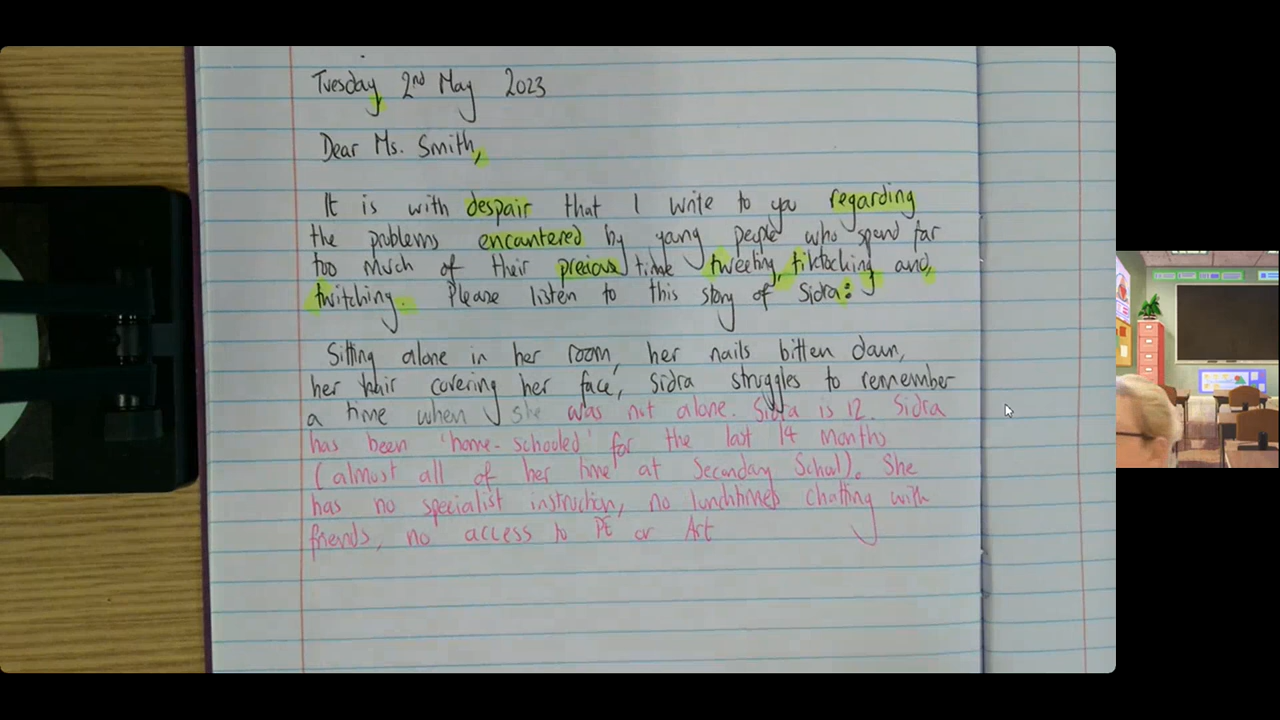 Tuesday, 2nd May 2023
Dear Ms. Smith,
It is with despair that I write to you regarding
the problems encountered by young people who spend far
too much of their precious time tweeting, tiktocking and,
twitching. Please listen to this story of Sidra:
Sitting alone in her room, her nails bitten down,
her hair covering her face, Sidra struggles to remember
a time when she was not alone. Sidra is 12. Sidra
has been 'home-schooled' for the last 14 months
(almost all of her time at Secondary School). She
has no specialist instruction, no lunchtimes chatting with
friends, no access to PE or Art